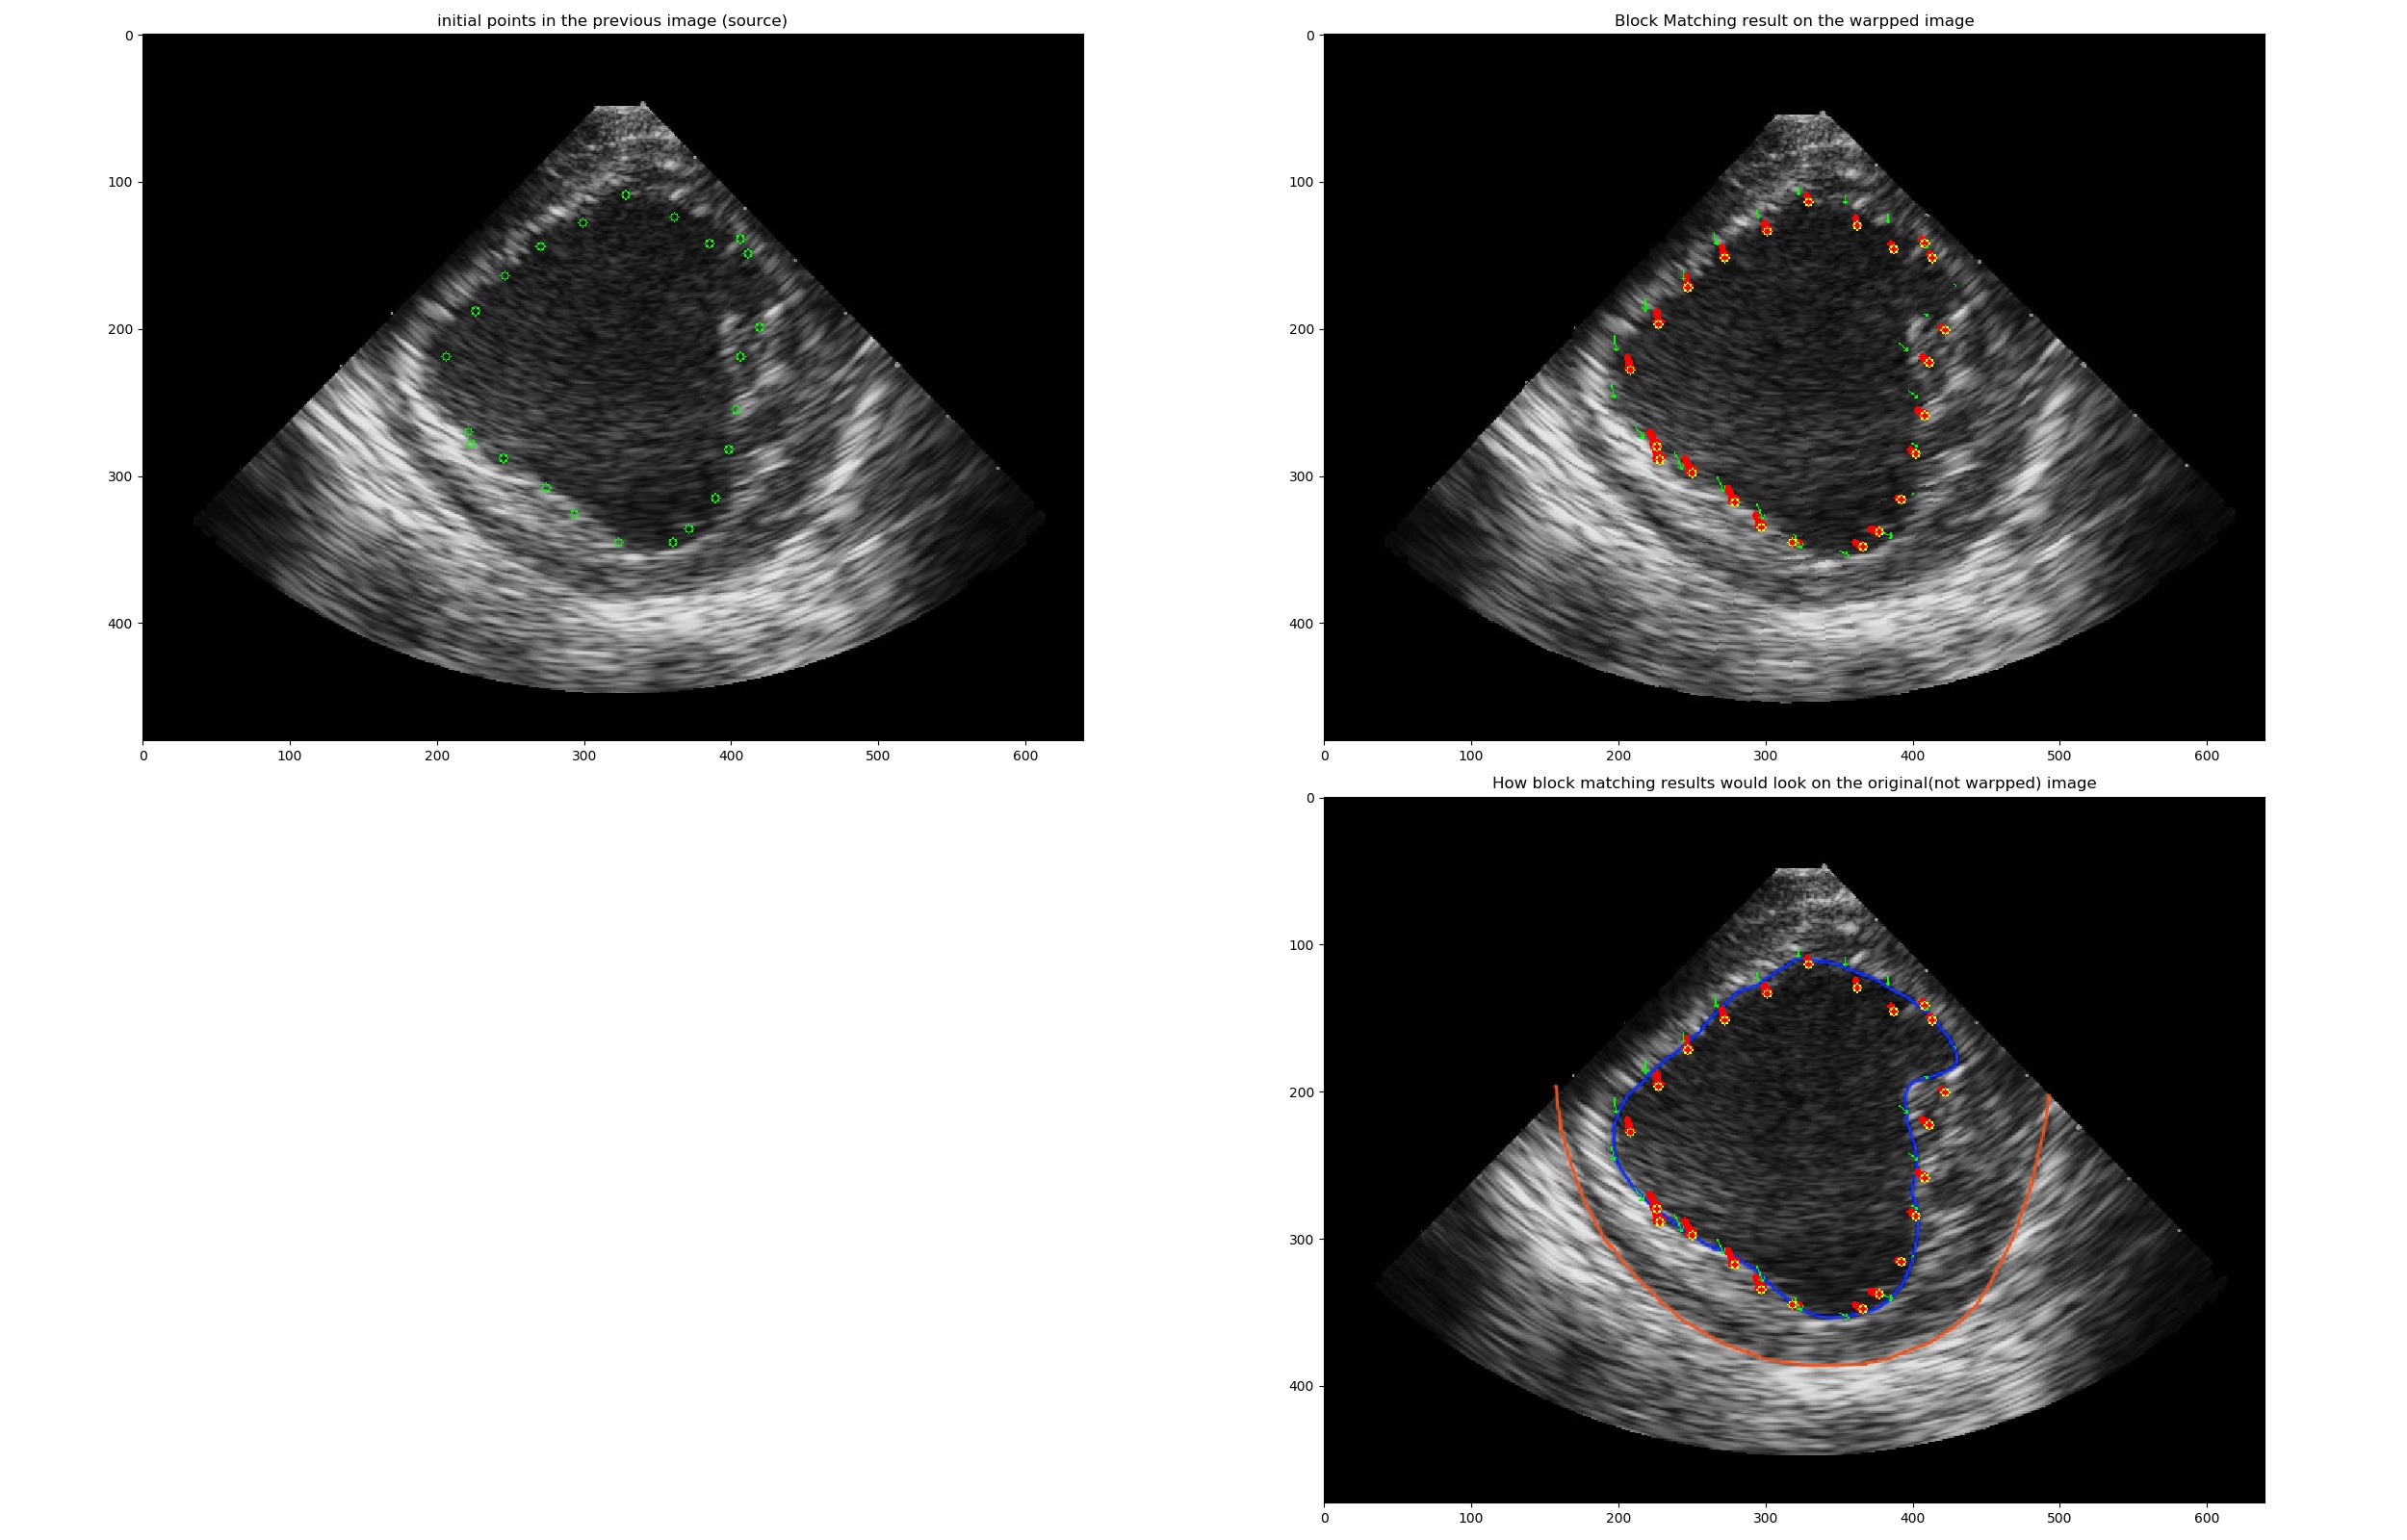 initial points in the previous image (source)
0
100
200
300
400
0 100 200 300 400 500 600
Block Matching result on the warpped image
0
100
200
300
400
0 100 200 300 400 500 600
How block matching results would look on the original(not warpped) image
0
100
200
300
400
0 100 200 300 400 500 600